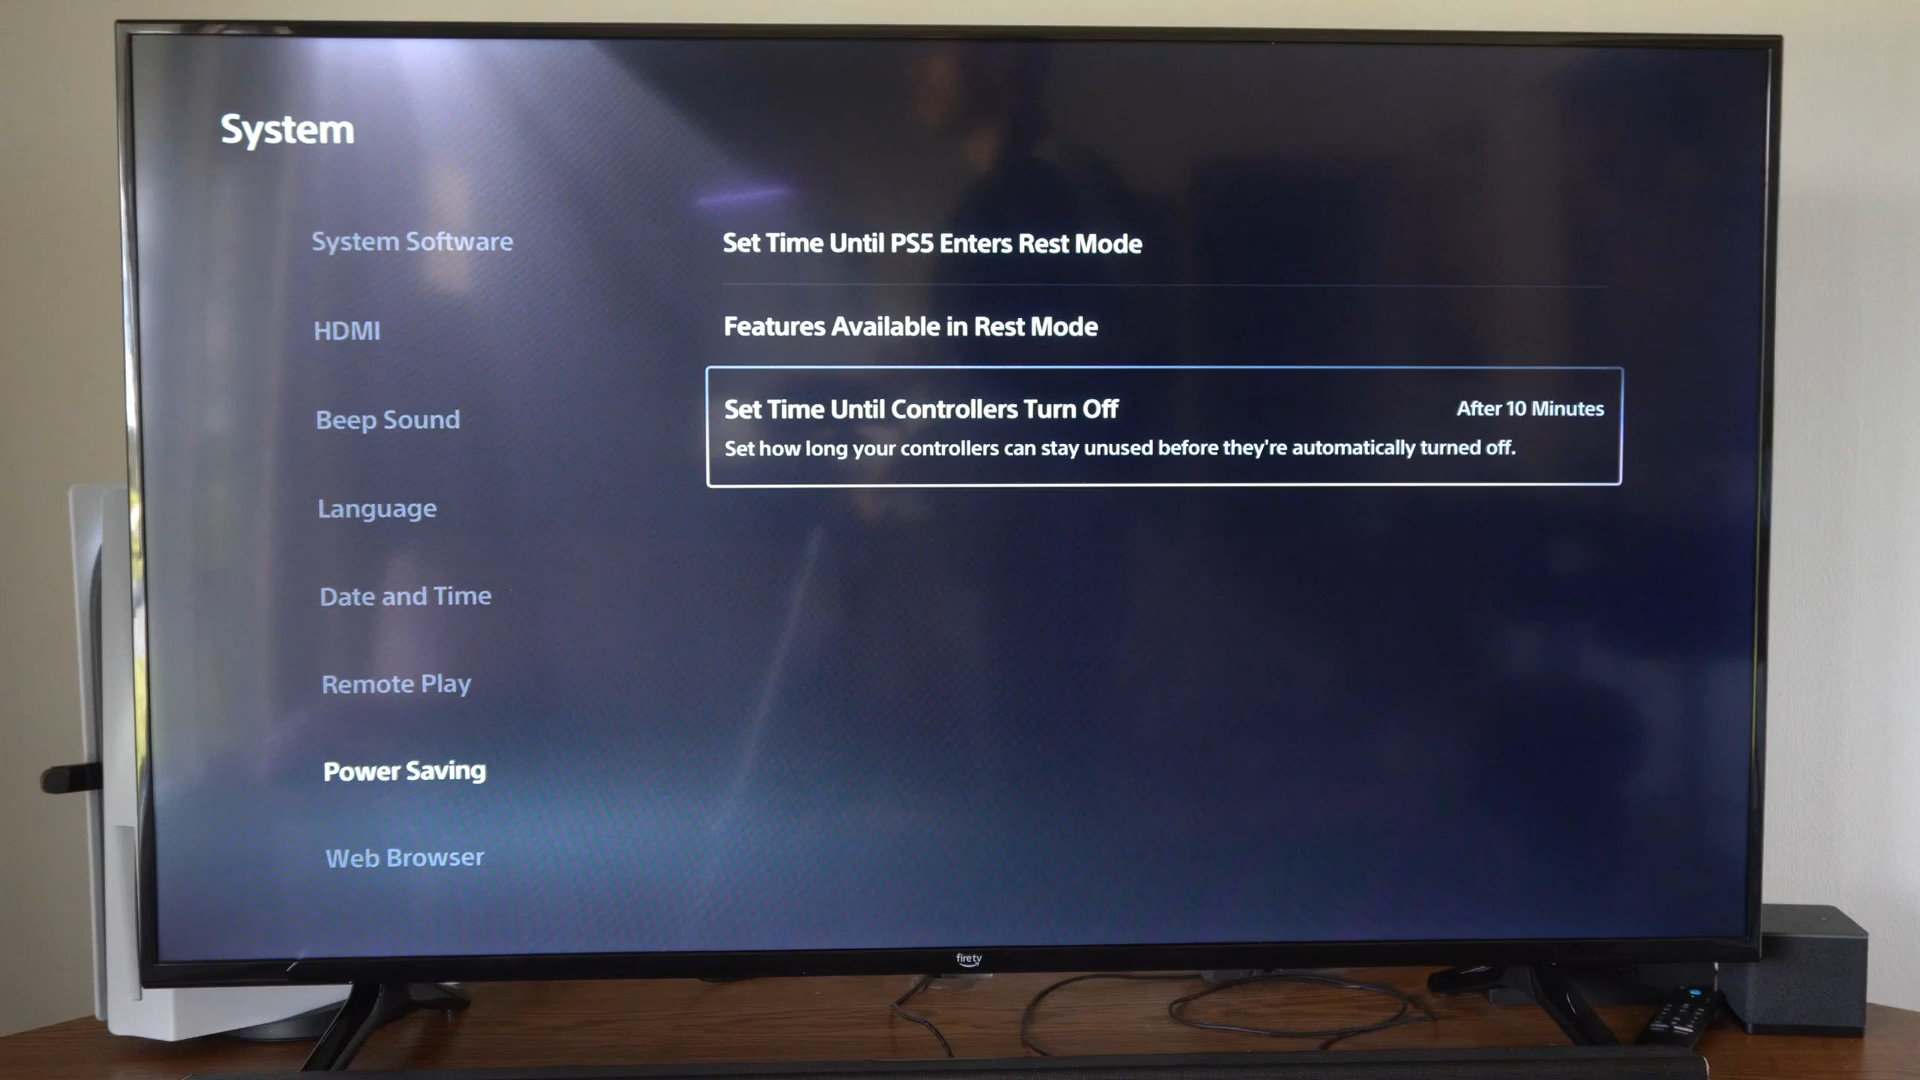 System
System Software
HDMI
Beep Sound
Language
Date and Time
Remote Play
Power Saving
Web Browser
Set Time Until PS5 Enters Rest Mode
Features Available in Rest Mode
Set Time Until Controllers Turn Off
After 10 Minutes
Set how long your controllers can stay unused before they're automatically turned off.
firetv